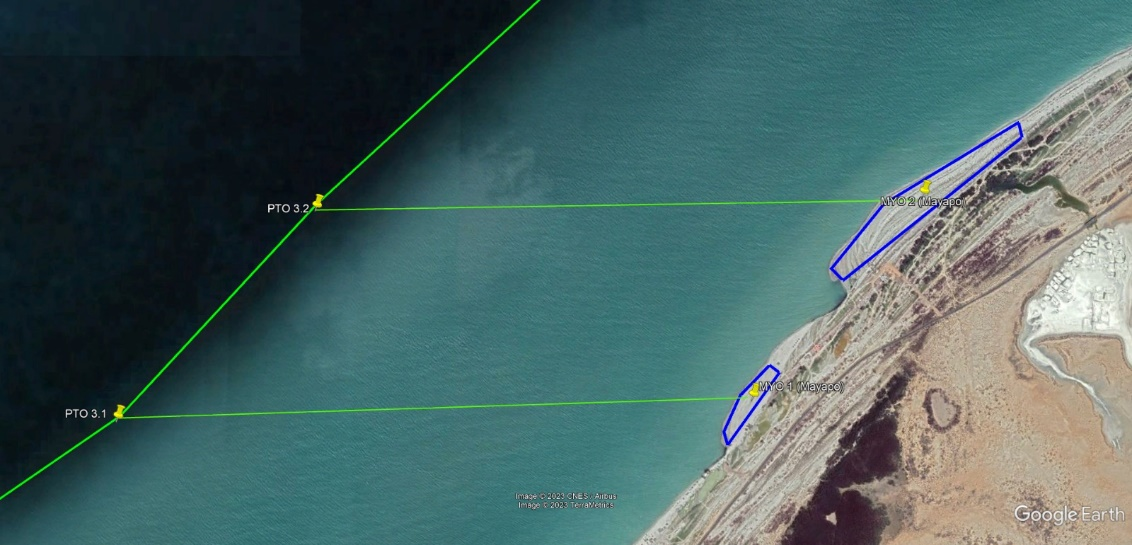 PTO 3.2
MYO 2 (Mayapo)
MYO 1 (Mayapo)
PTO 3.1
Image © 2023 CNES / Airbus
Image © 2023 TerraMetrics
Google Earth